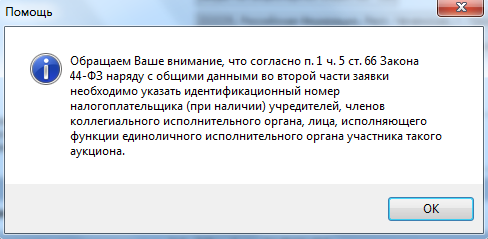 Помощь
Обращаем Ваше внимание, что согласно п. 1 ч. 5 ст. 66 Закона
44-ФЗ наряду с общими данными во второй части заявки
необходимо указать идентификационный номер
налогоплательщика (при наличии) учредителей, членов
коллегиального исполнительного органа, лица, исполняющего
функции единоличного исполнительного органа участника такого
аукциона.
OK